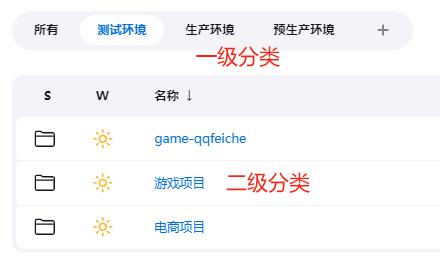 所有 测试环境 生产环境 预生产环境 +
一级分类
S W 名称 ↓
game-qqfeiche
游戏项目 二级分类
电商项目